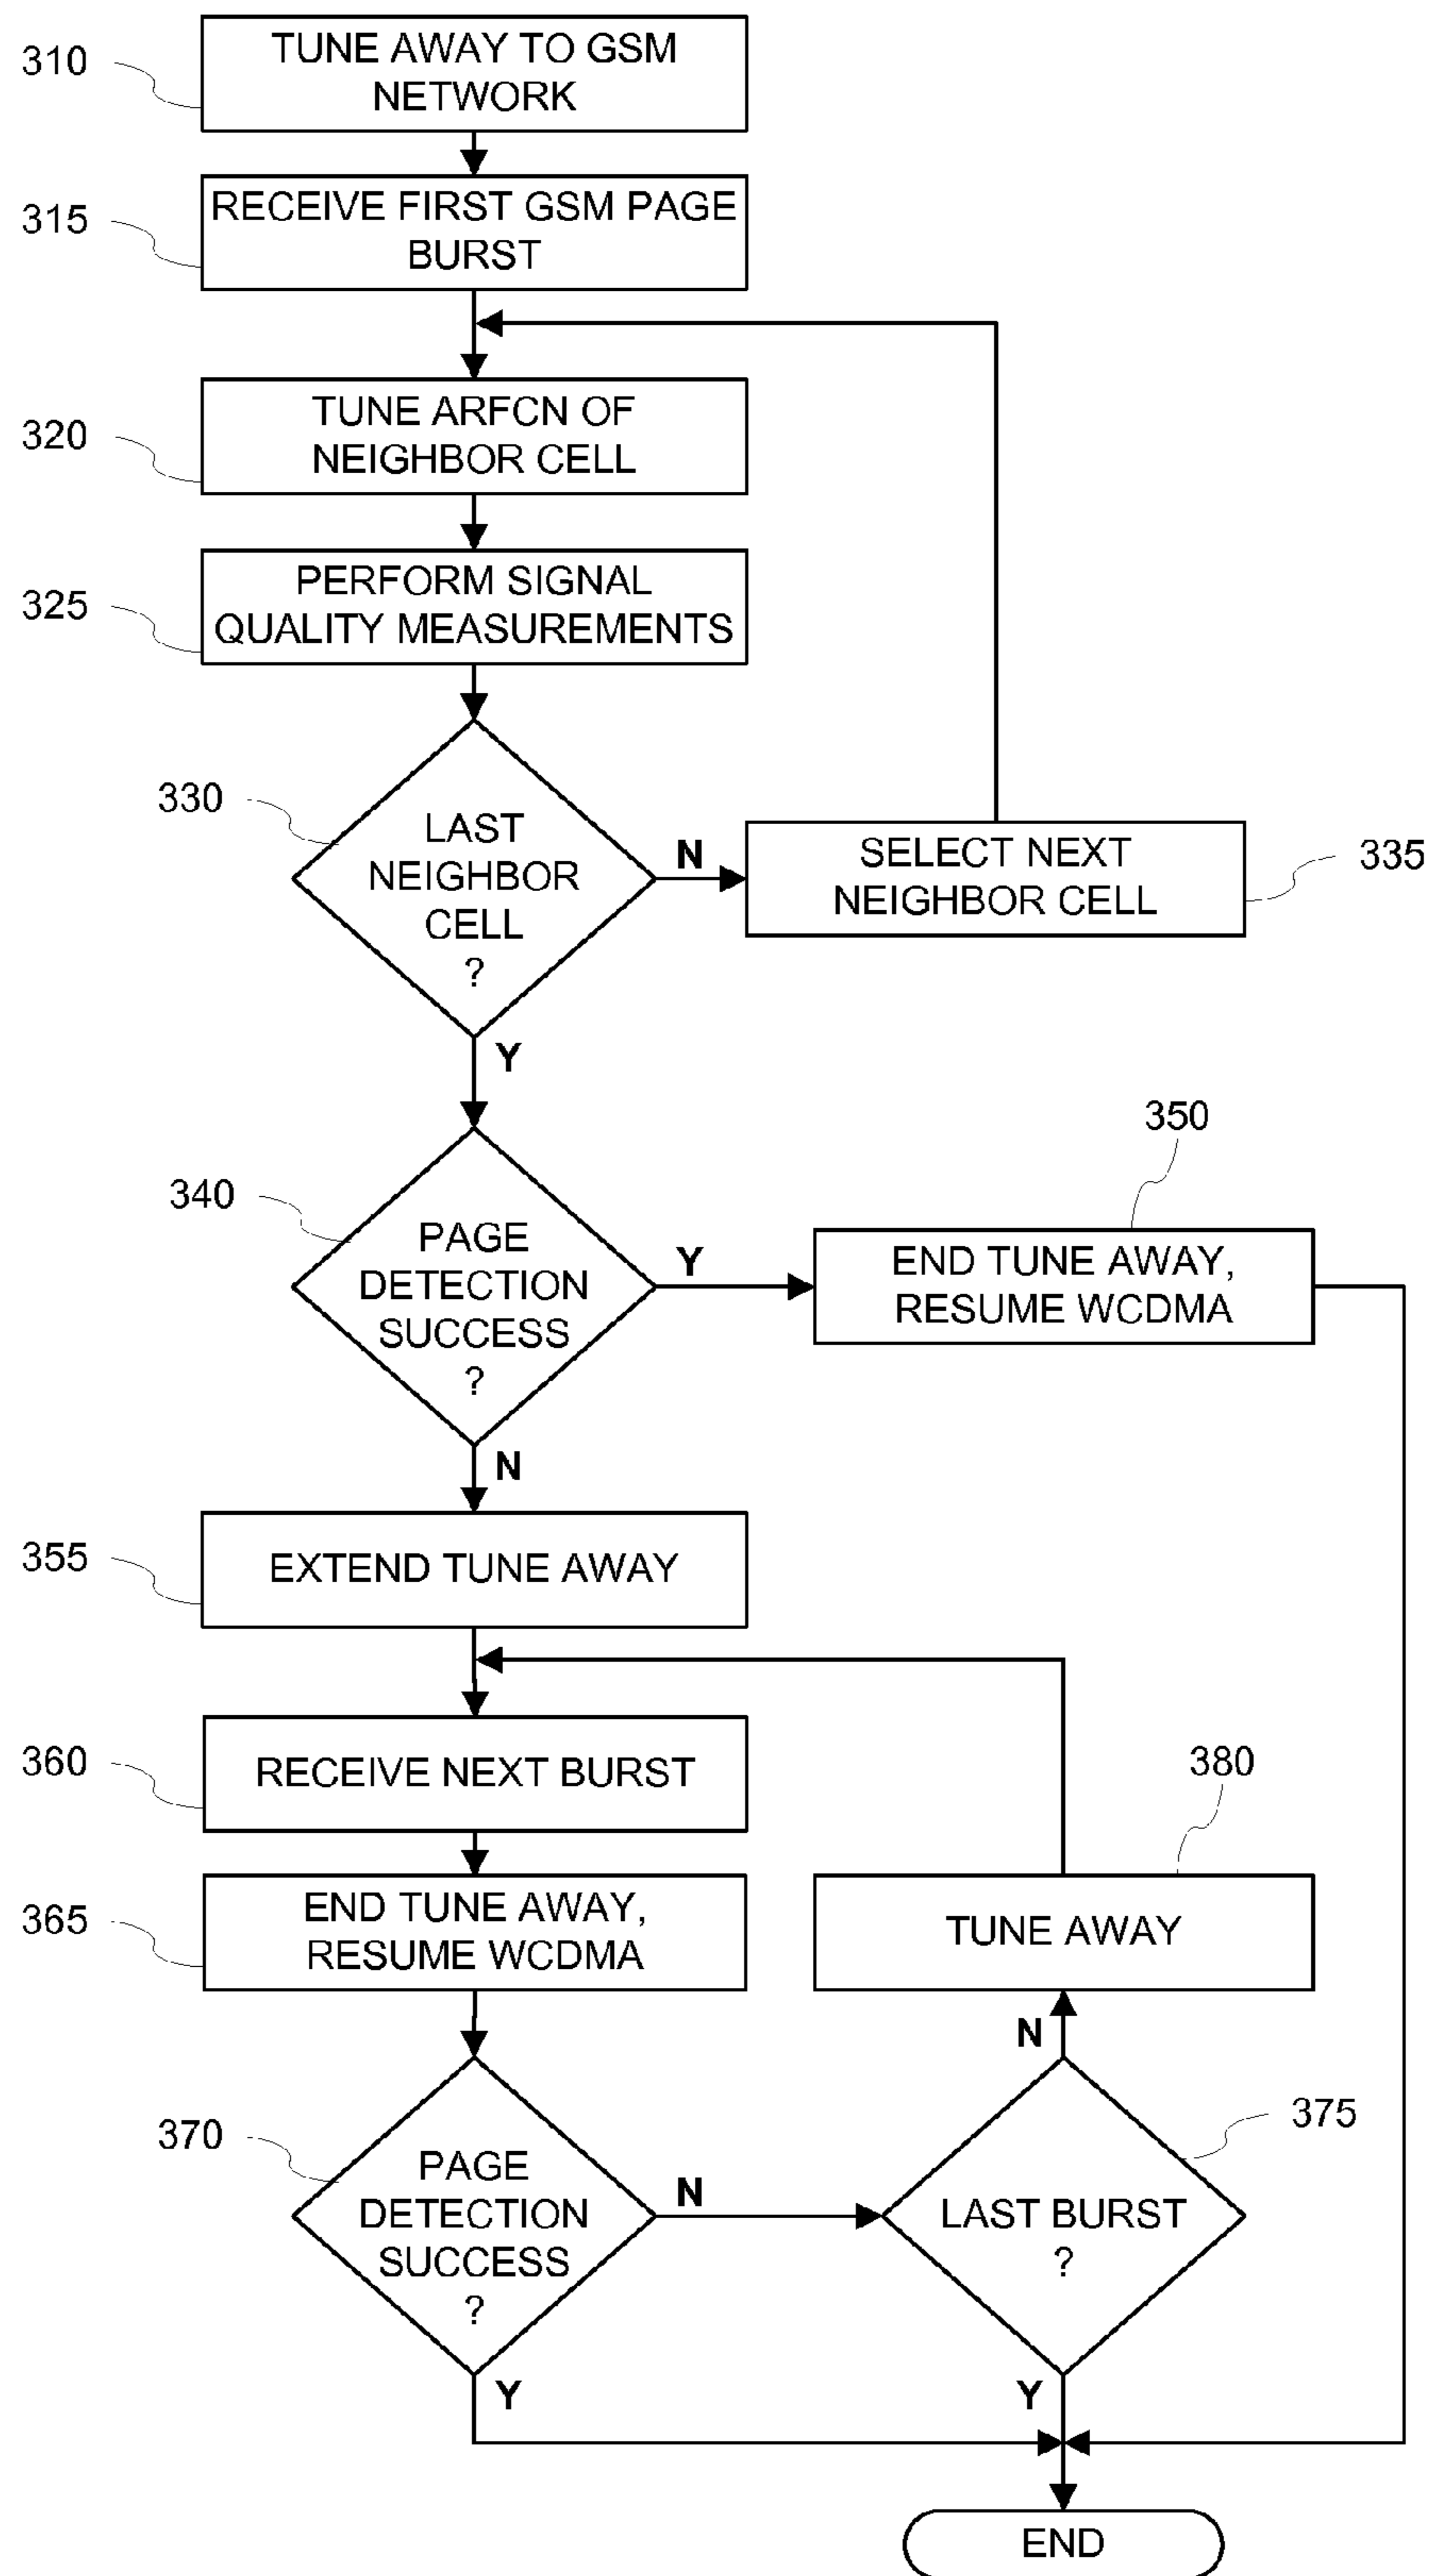 310
TUNE AWAY TO GSM
NETWORK
315
RECEIVE FIRST GSM PAGE
BURST
320
TUNE ARFCN OF
NEIGHBOR CELL
325
PERFORM SIGNAL
QUALITY MEASUREMENTS
330
LAST
NEIGHBOR
CELL
?
N
SELECT NEXT
NEIGHBOR CELL
335
Y
340
PAGE
DETECTION
SUCCESS
?
Y
350
END TUNE AWAY,
RESUME WCDMA
N
355
EXTEND TUNE AWAY
360
RECEIVE NEXT BURST
365
END TUNE AWAY,
RESUME WCDMA
380
TUNE AWAY
370
PAGE
DETECTION
SUCCESS
?
N
N
375
LAST BURST
?
Y
Y
END